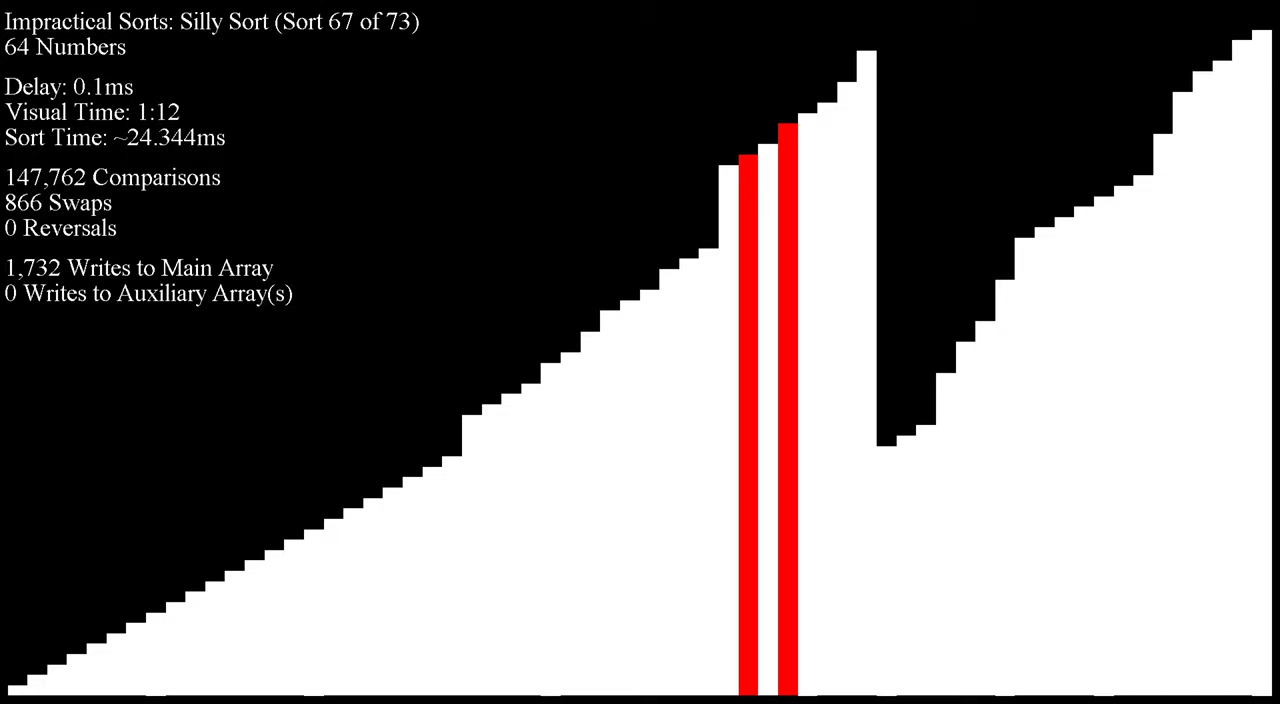 Impractical Sorts: Silly Sort (Sort 67 of 73)
64 Numbers
Delay: 0.1ms
Visual Time: 1:12
Sort Time: ~24.344ms
147,762 Comparisons
866 Swaps
0 Reversals
1,732 Writes to Main Array
0 Writes to Auxiliary Array(s)